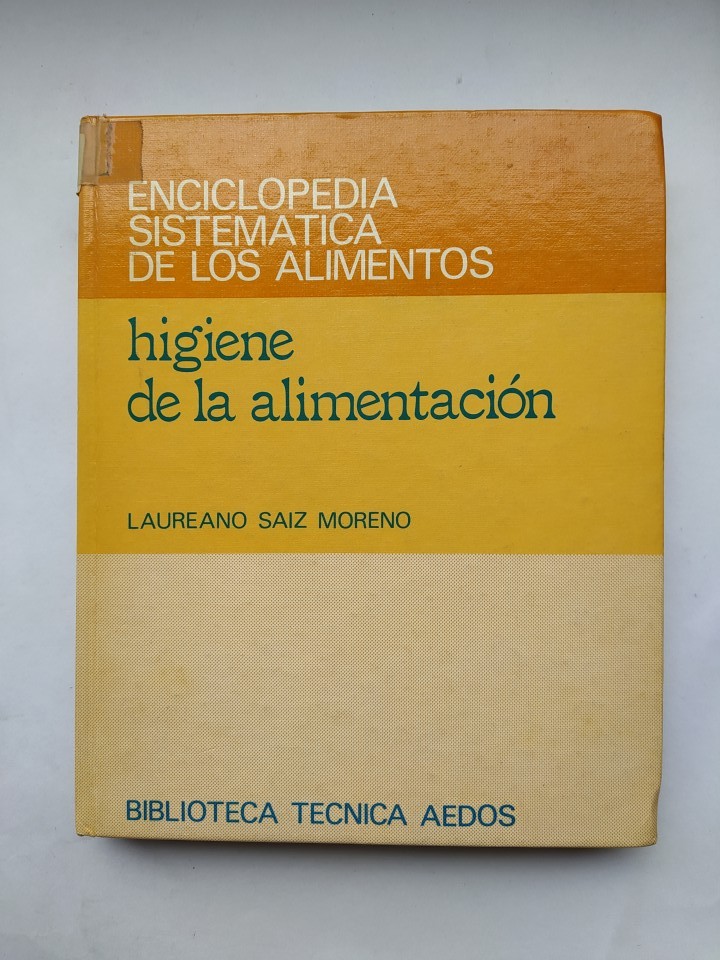 ENCICLOPEDIA
SISTEMATICA
DE LOS ALIMENTOS
higiene
de la alimentación
LAUREANO SAIZ MORENO
BIBLIOTECA TECNICA AEDOS